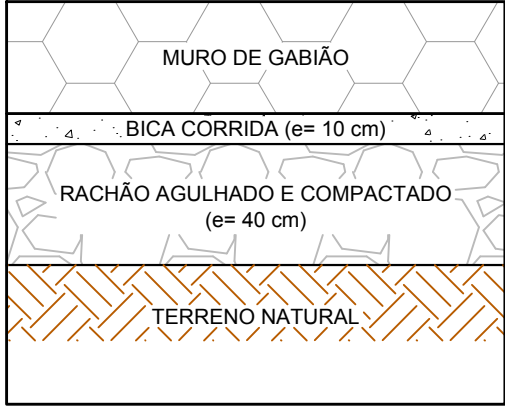 MURO DE GABIÃO
BICA CORRIDA (e= 10 cm)
RACHÃO AGULHADO E COMPACTADO
(e= 40 cm)
TERRENO NATURAL